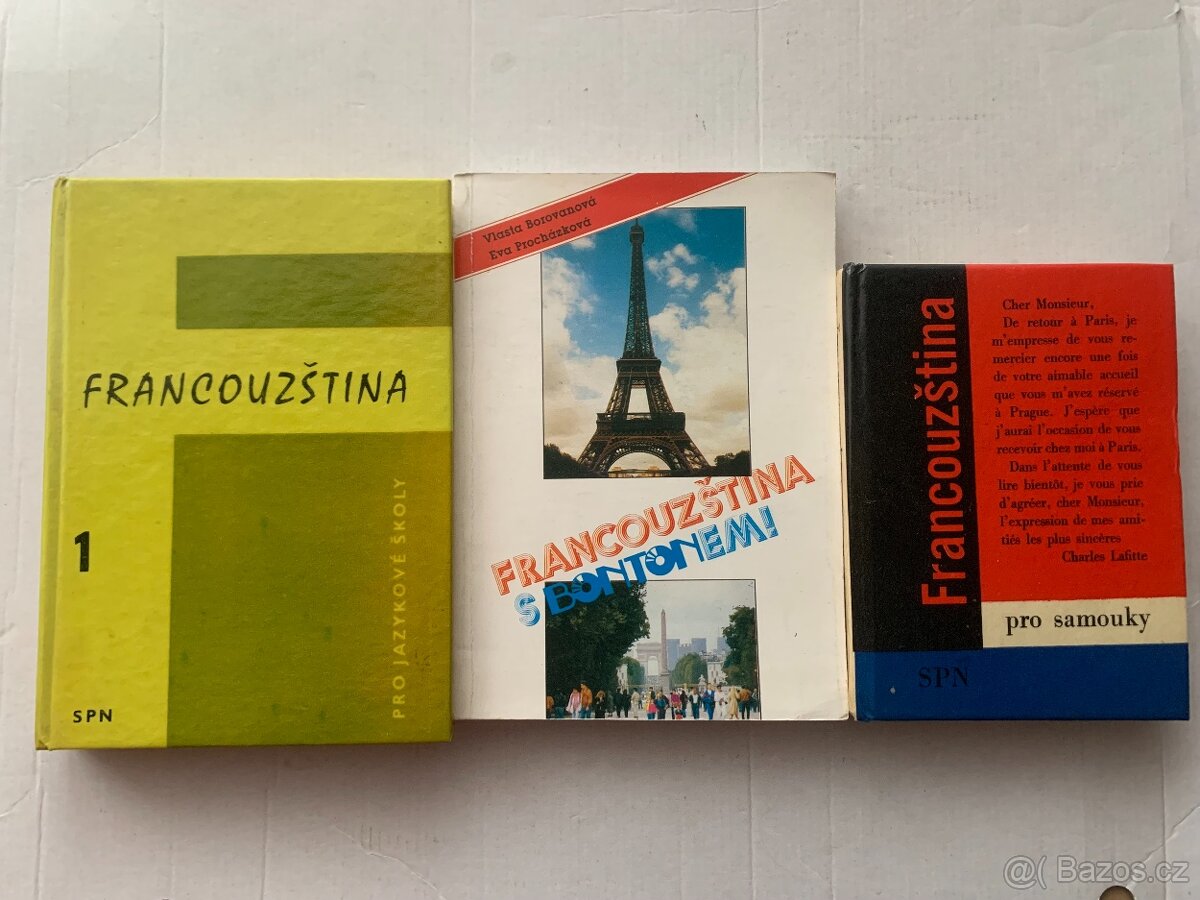 FRANCOUZŠTINA
1
PRO JAZYKOVÉ ŠKOLY
SPN
Vlasta Borovanová
Eva Procházková
FRANCOUZŠTINA
S BONTONEM!
Francouzština
Cher Monsieur,
De retour à Paris, je
m'empresse de vous re-
mercier encore une fois
de votre aimable accueil
que vous m'avez réservé
à Prague. J'espère que
j'aurai l'occasion de vous
recevoir chez moi à Paris.
Dans l'attente de vous
lire bientôt, je vous prie
d'agréer, cher Monsieur,
l'expression de mes ami-
tiés les plus sincères
Charles Lafitte
pro samouky
SPN
Bazos.cz